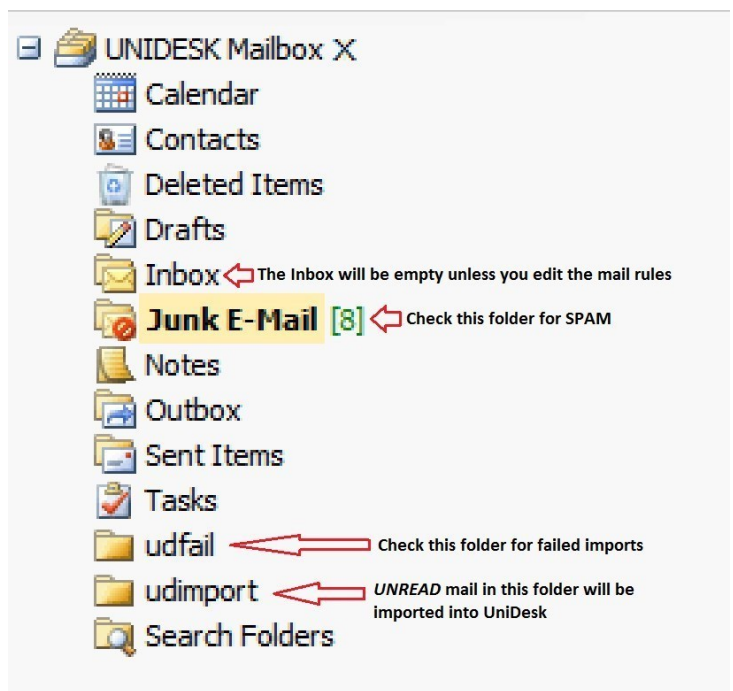 UNIDESK Mailbox X
Calendar
Contacts
Deleted Items
Drafts
Inbox The Inbox will be empty unless you edit the mail rules
Junk E-Mail [8] Check this folder for SPAM
Notes
Outbox
Sent Items
Tasks
udfail Check this folder for failed imports
udimport UNREAD mail in this folder will be
imported into UniDesk
Search Folders